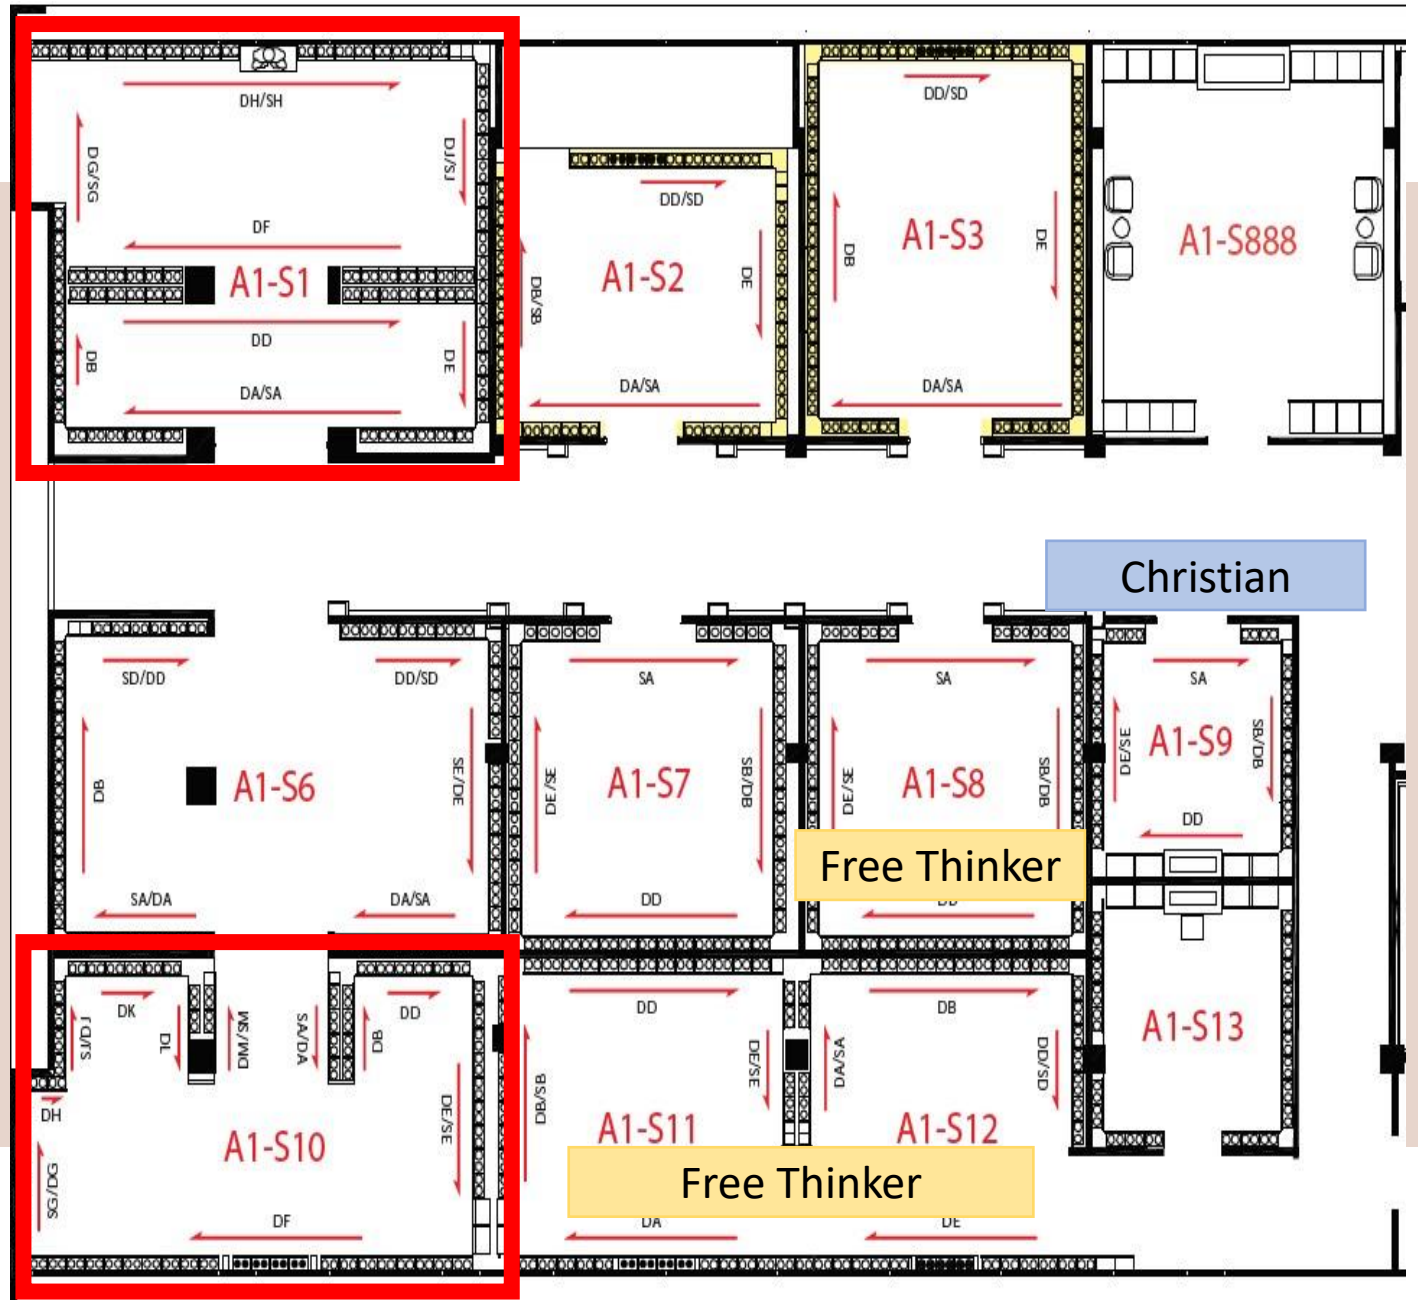 DH/SH
DG/SG
DJ/SJ
DF
A1-S1
DD
DB
DE
DA/SA
DD/SD
DB/SB
A1-S2
DE
DA/SA
DD/SD
DB
A1-S3
DE
DA/SA
A1-S888
Christian
SD/DD
DD/SD
DB
A1-S6
SE/DE
SA/DA
DA/SA
SA
DE/SE
A1-S7
SB/DB
DD
SA
DE/SE
A1-S8
SB/DB
Free Thinker
SA
DE/SE
A1-S9
SB/DB
DD
DK
SJ/DJ
DL
DM/SM
SA/DA
DB
DD
DH
SG/DG
A1-S10
DE/SE
DF
DD
DB/SB
DE/SE
A1-S11
DB
DA/SA
DD/SD
A1-S12
Free Thinker
DA
DE
A1-S13